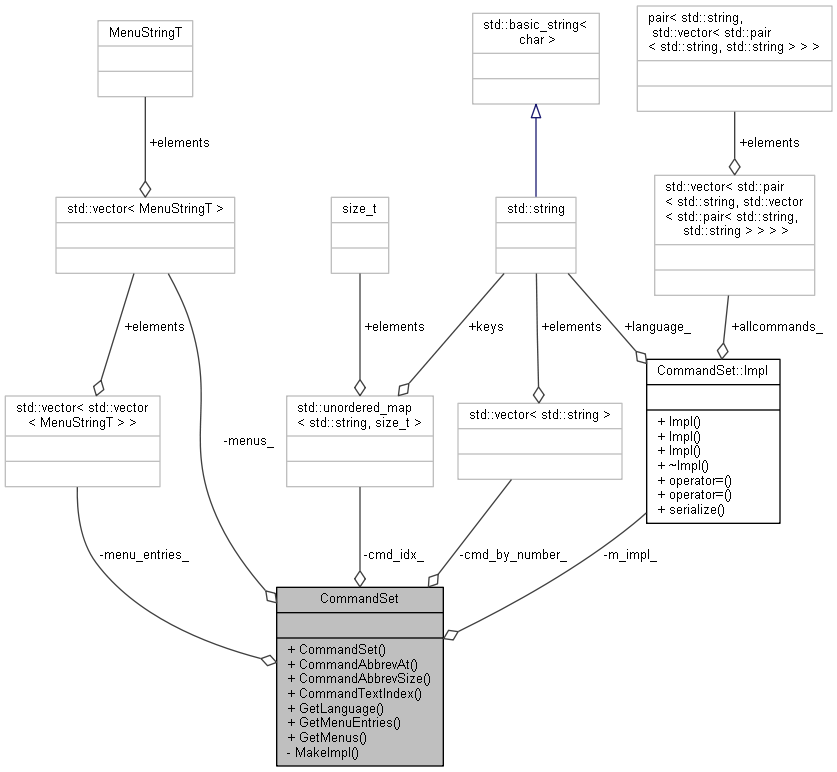 MenuStringT
std::basic_string<
char >
pair< std::string,
std::vector< std::pair
< std::string, std::string > > >
+elements
+elements
std::vector< MenuStringT >
size_t
std::string
std::vector< std::pair
< std::string, std::vector
< std::pair< std::string,
std::string > > > >
+elements
+elements
+keys
+elements
+language_
+allcommands_
std::vector< std::vector
< MenuStringT > >
-menus_
std::unordered_map
< std::string, size_t >
std::vector< std::string >
CommandSet::Impl
+ Impl()
+ Impl()
+ Impl()
+ ~Impl()
+ operator=()
+ operator=()
+ serialize()
-menu_entries_
-cmd_idx_
-cmd_by_number_
-m_impl_
CommandSet
+ CommandSet()
+ CommandAbbrevAt()
+ CommandAbbrevSize()
+ CommandTextIndex()
+ GetLanguage()
+ GetMenuEntries()
+ GetMenus()
- MakeImpl()